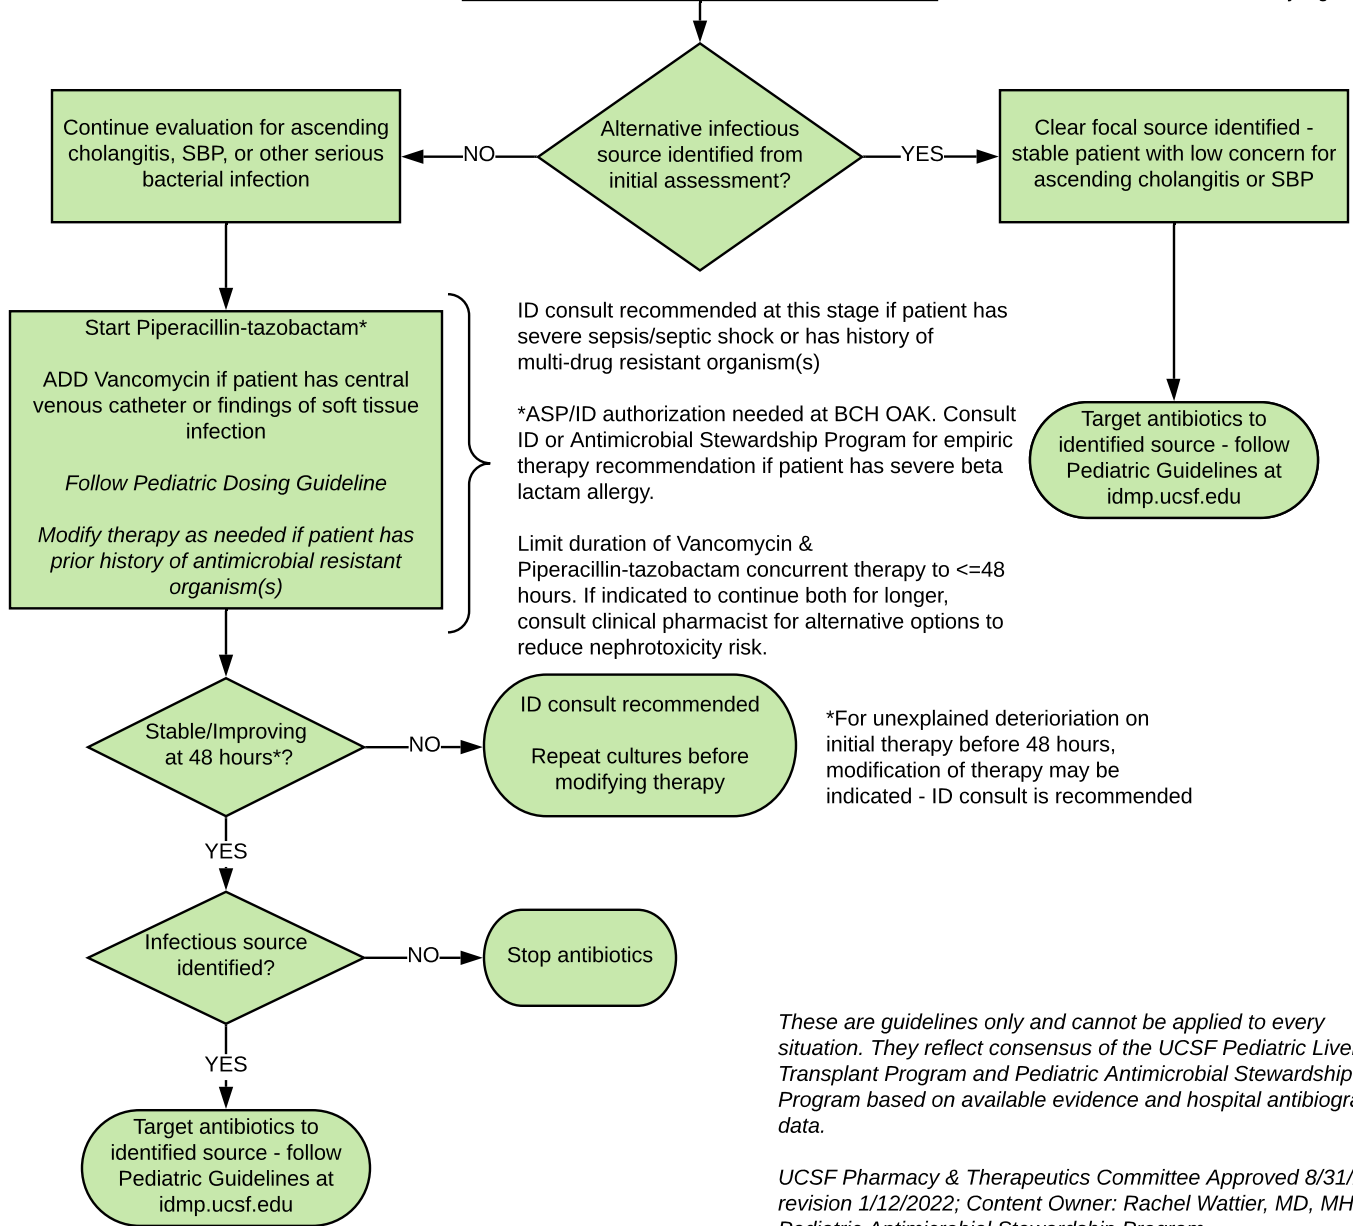 Alternative infectious
source identified from
initial assessment?
NO
YES
Continue evaluation for ascending
cholangitis, SBP, or other serious
bacterial infection
Clear focal source identified -
stable patient with low concern for
ascending cholangitis or SBP
Start Piperacillin-tazobactam*
ADD Vancomycin if patient has central
venous catheter or findings of soft tissue
infection
Follow Pediatric Dosing Guideline
Modify therapy as needed if patient has
prior history of antimicrobial resistant
organism(s)
ID consult recommended at this stage if patient has
severe sepsis/septic shock or has history of
multi-drug resistant organism(s)
*ASP/ID authorization needed at BCH OAK. Consult
ID or Antimicrobial Stewardship Program for empiric
therapy recommendation if patient has severe beta
lactam allergy.
Limit duration of Vancomycin &
Piperacillin-tazobactam concurrent therapy to <=48
hours. If indicated to continue both for longer,
consult clinical pharmacist for alternative options to
reduce nephrotoxicity risk.
Target antibiotics to
identified source - follow
Pediatric Guidelines at
idmp.ucsf.edu
Stable/Improving
at 48 hours*?
NO
ID consult recommended
Repeat cultures before
modifying therapy
*For unexplained deterioriation on
initial therapy before 48 hours,
modification of therapy may be
indicated - ID consult is recommended
YES
Infectious source
identified?
NO
Stop antibiotics
YES
Target antibiotics to
identified source - follow
Pediatric Guidelines at
idmp.ucsf.edu
These are guidelines only and cannot be applied to every
situation. They reflect consensus of the UCSF Pediatric
Transplant Program and Pediatric Antimicrobial Stewardship
Program based on available evidence and hospital
data.
UCSF Pharmacy & Therapeutics Committee Approved 8/31/
revision 1/12/2022; Content Owner: Rachel Wattier, MD,
Pediatric Antimicrobial Stewardship Program